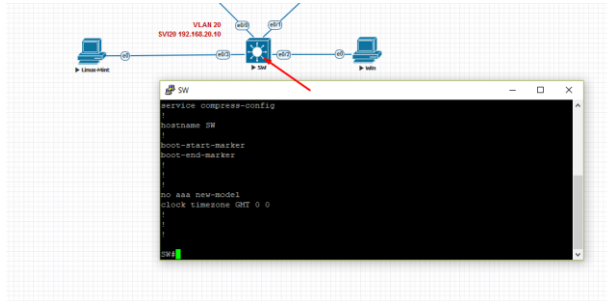 VLAN 20
SVI20 192.168.20.10
e0/0
e0/1
e0
e0/3
e0/2
e0
Linux-Mint
SW
win
SW
service compress-config
!
hostname SW
!
boot-start-marker
boot-end-marker
!
!
!
no aaa new-model
clock timezone GMT 0 0
!
!
!
SW#